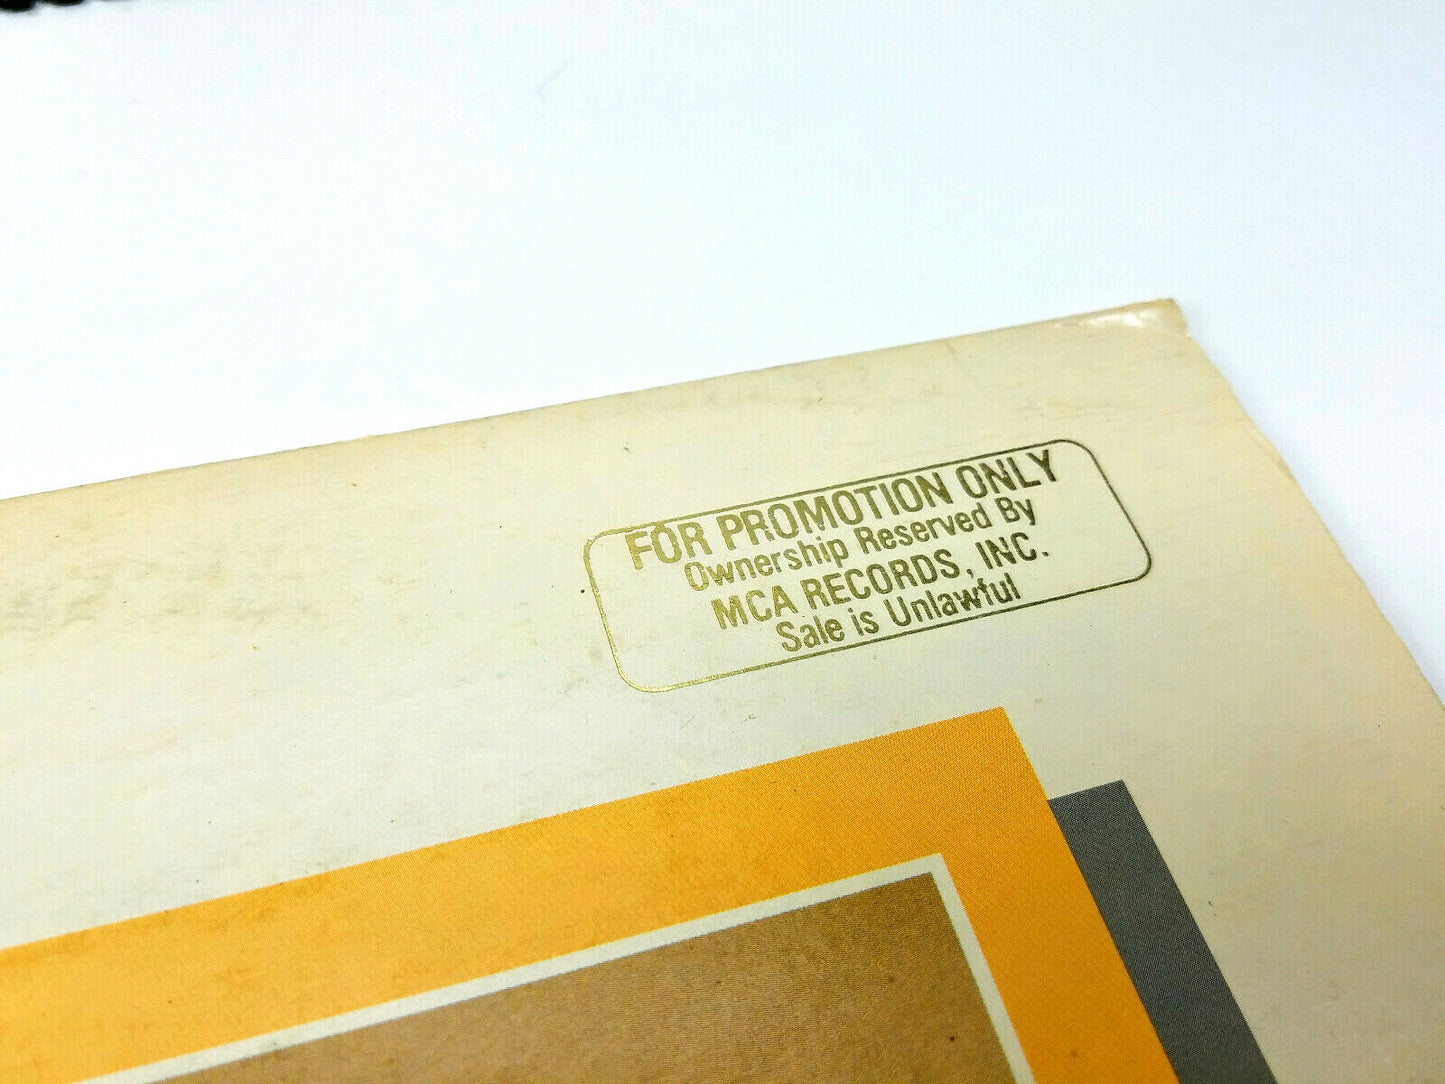 FOR PROMOTION ONLY
Ownership Reserved By
MCA RECORDS, INC.
Sale is Unlawful